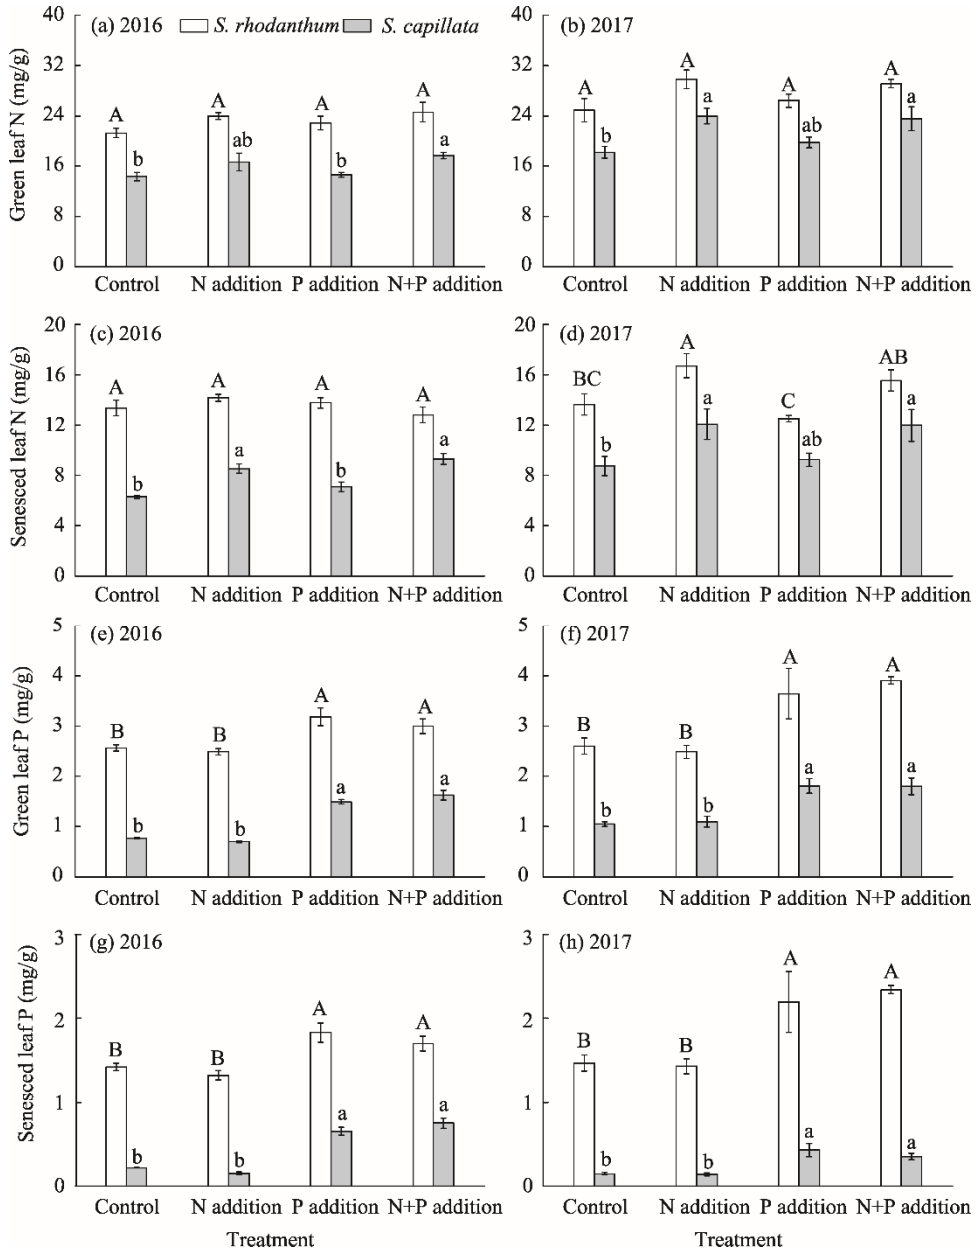 (a) 2016 S. rhodanthum S. capillata
Green leaf N (mg/g)
40
32
24
16
8
0
A b A ab A b A a
Control N addition P addition N+P addition
(b) 2017
40
32
24
16
8
0
A b A a A ab A a
Control N addition P addition N+P addition
(c) 2016
Senesced leaf N (mg/g)
20
16
12
8
4
0
A b A a A b A a
Control N addition P addition N+P addition
(d) 2017
20
16
12
8
4
0
BC b A a C ab AB a
Control N addition P addition N+P addition
(e) 2016
Green leaf P (mg/g)
5
4
3
2
1
0
B b B b A a A a
Control N addition P addition N+P addition
(f) 2017
5
4
3
2
1
0
B b B b A a A a
Control N addition P addition N+P addition
(g) 2016
Senesced leaf P (mg/g)
3
2
1
0
B b B b A a A a
Control N addition P addition N+P addition
Treatment
(h) 2017
3
2
1
0
B b B b A a A a
Control N addition P addition N+P addition
Treatment